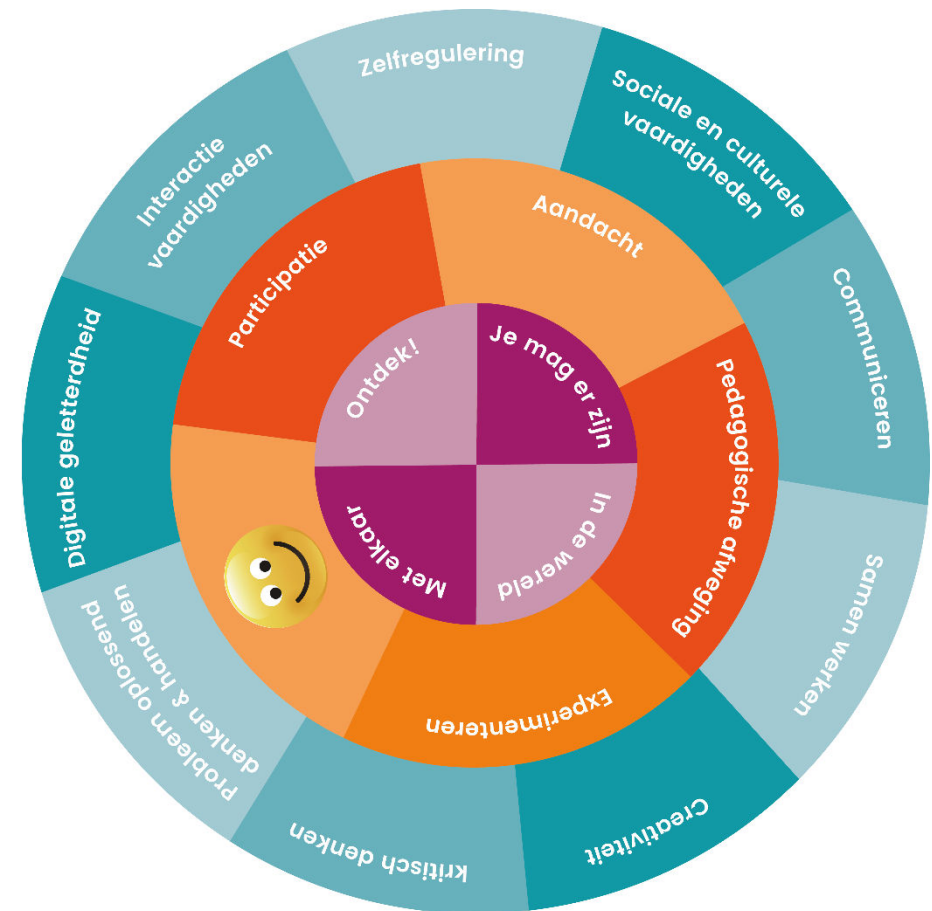 Zelfregulering
Sociale en culturele
vaardigheden
Communiceren
Samen werken
Creativiteit
kritisch denken
Probleem oplossend
denken & handelen
Digitale geletterdheid
Interactie
vaardigheden
Aandacht
Pedagogische afweging
Experimenteren
Participatie
Je mag er zijn
In de wereld
Met elkaar
Ontdek!